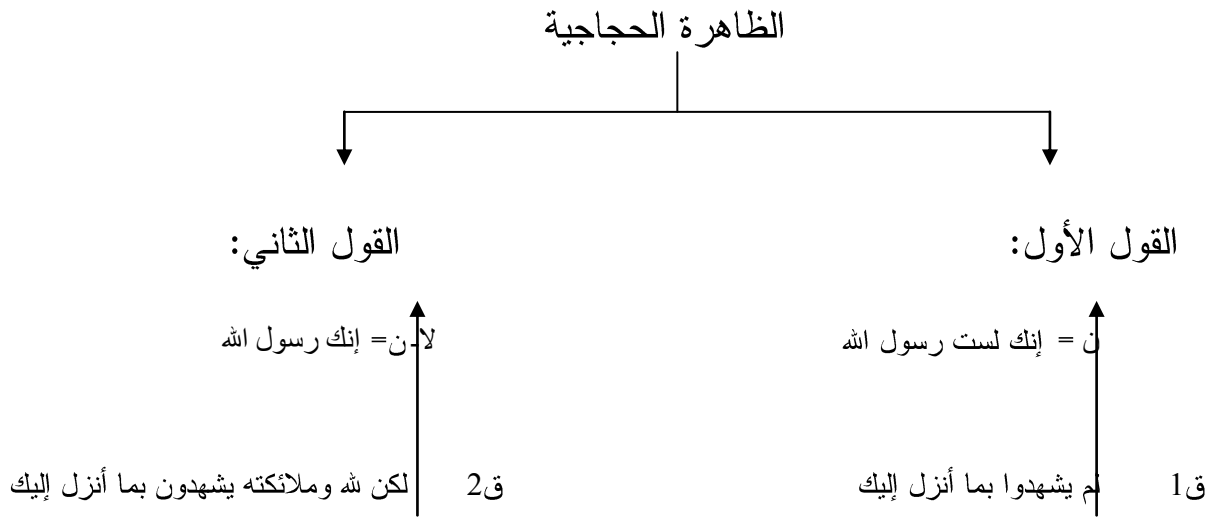 الظاهرة الحجاجية
القول الأول:
القول الثاني:
ن = إنك لست رسول الله
لا-ن= إنك رسول الله
ق1 لم يشهدوا بما أنزل إليك
ق2 لكن لله وملائكته يشهدون بما أنزل إليك